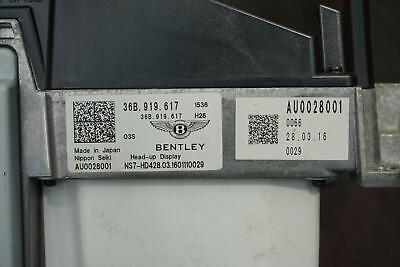 36B.919.617 1536
36B.919.617 H26
03S
B
BENTLEY
Made in Japan
Nippon Seiki Head-up Display
AU0028001 NS7-HD428.03.1601110029
AU0028001
0066
28.03.16
0029